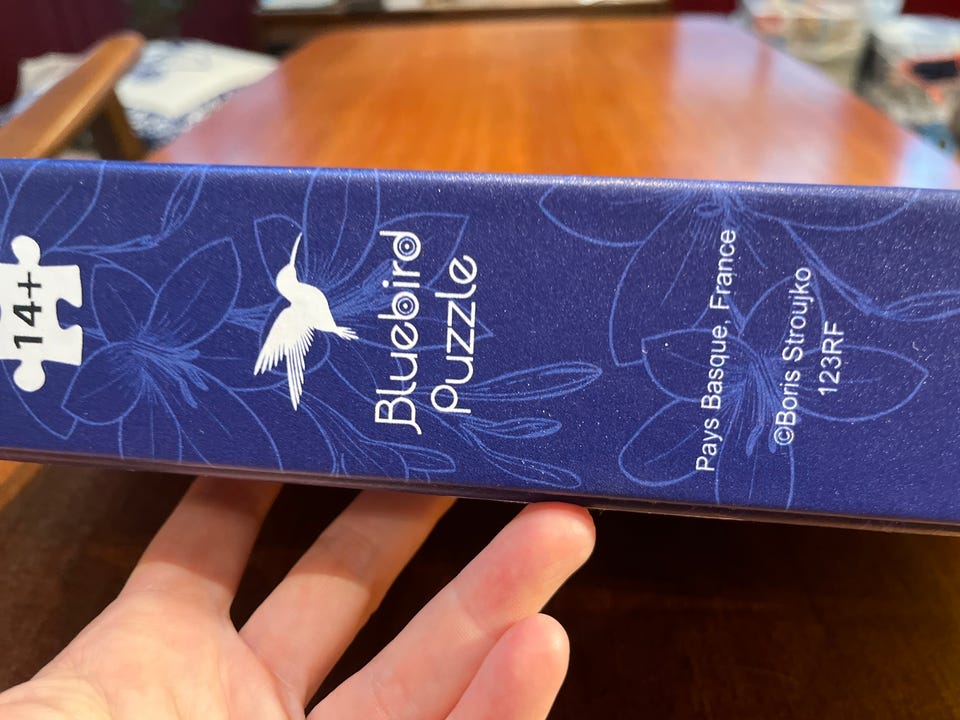 14+
Bluebird
Puzzle
Pays Basque, France
©Boris Stroujko
123RF